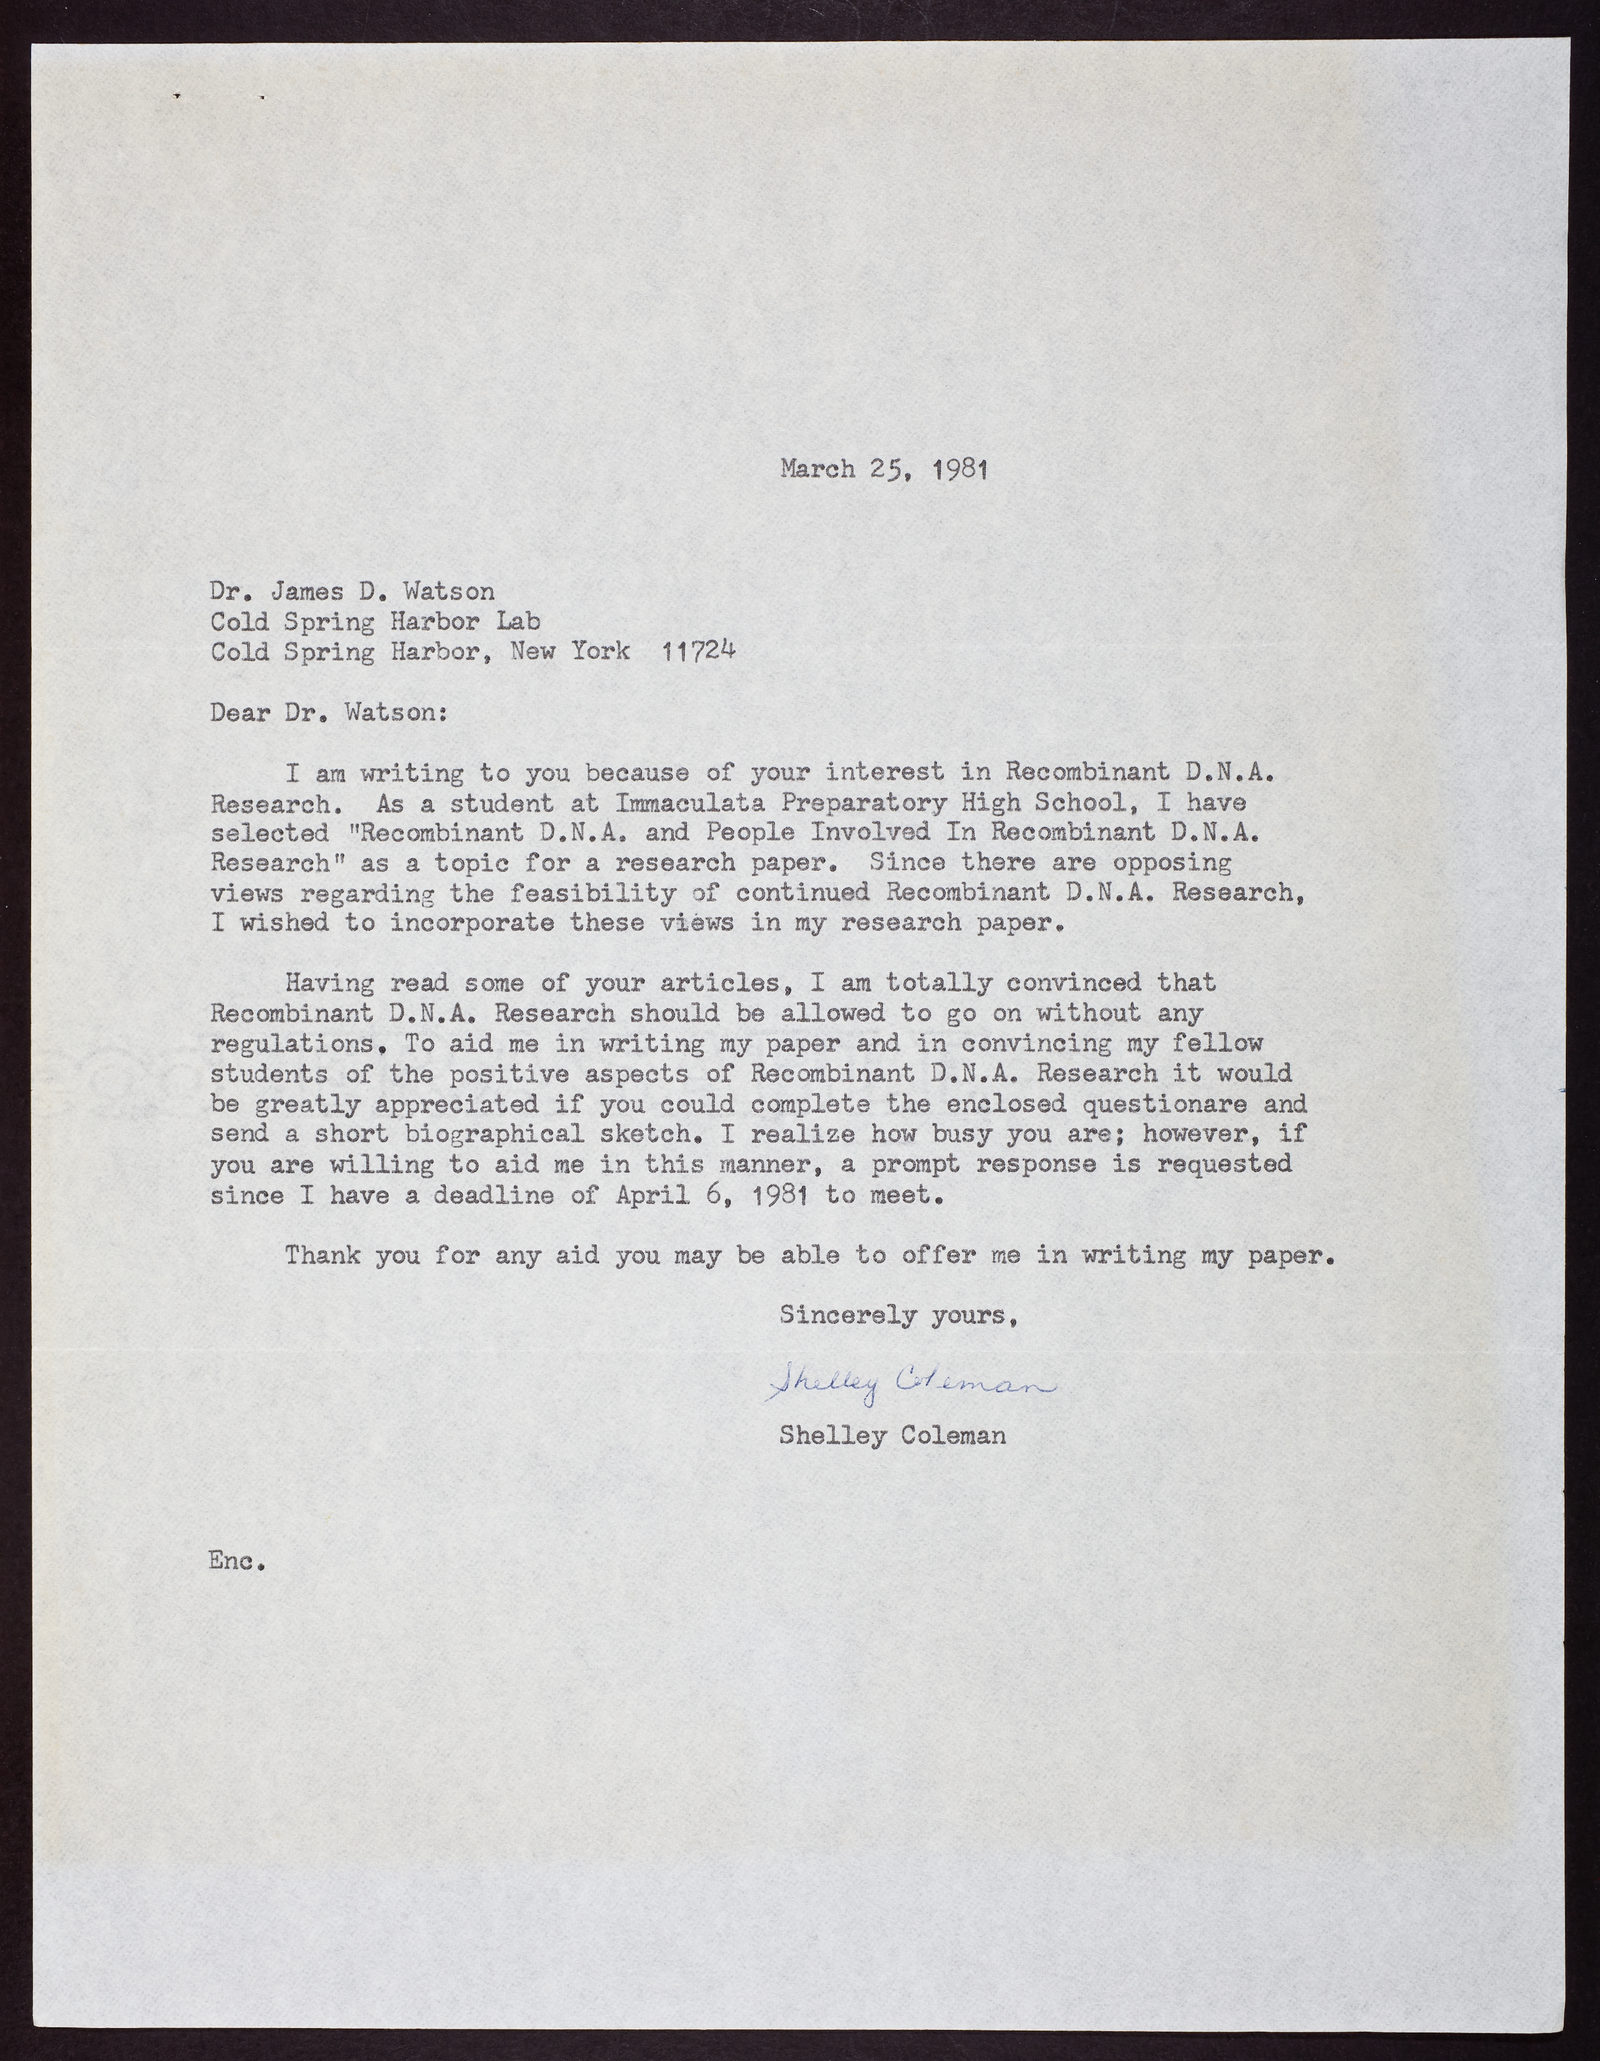 March 25, 1981
Dr. James D. Watson
Cold Spring Harbor Lab
Cold Spring Harbor, New York  11724
Dear Dr. Watson:
I am writing to you because of your interest in Recombinant D.N.A.
Research.  As a student at Immaculata Preparatory High School, I have
selected "Recombinant D.N.A. and People Involved In Recombinant D.N.A.
Research" as a topic for a research paper.  Since there are opposing
views regarding the feasibility of continued Recombinant D.N.A. Research,
I wished to incorporate these views in my research paper.
Having read some of your articles, I am totally convinced that
Recombinant D.N.A. Research should be allowed to go on without any
regulations. To aid me in writing my paper and in convincing my fellow
students of the positive aspects of Recombinant D.N.A. Research it would
be greatly appreciated if you could complete the enclosed questionare and
send a short biographical sketch. I realize how busy you are; however, if
you are willing to aid me in this manner, a prompt response is requested
since I have a deadline of April 6, 1981 to meet.
Thank you for any aid you may be able to offer me in writing my paper.
Sincerely yours,
Shelley Coleman
Shelley Coleman
Enc.